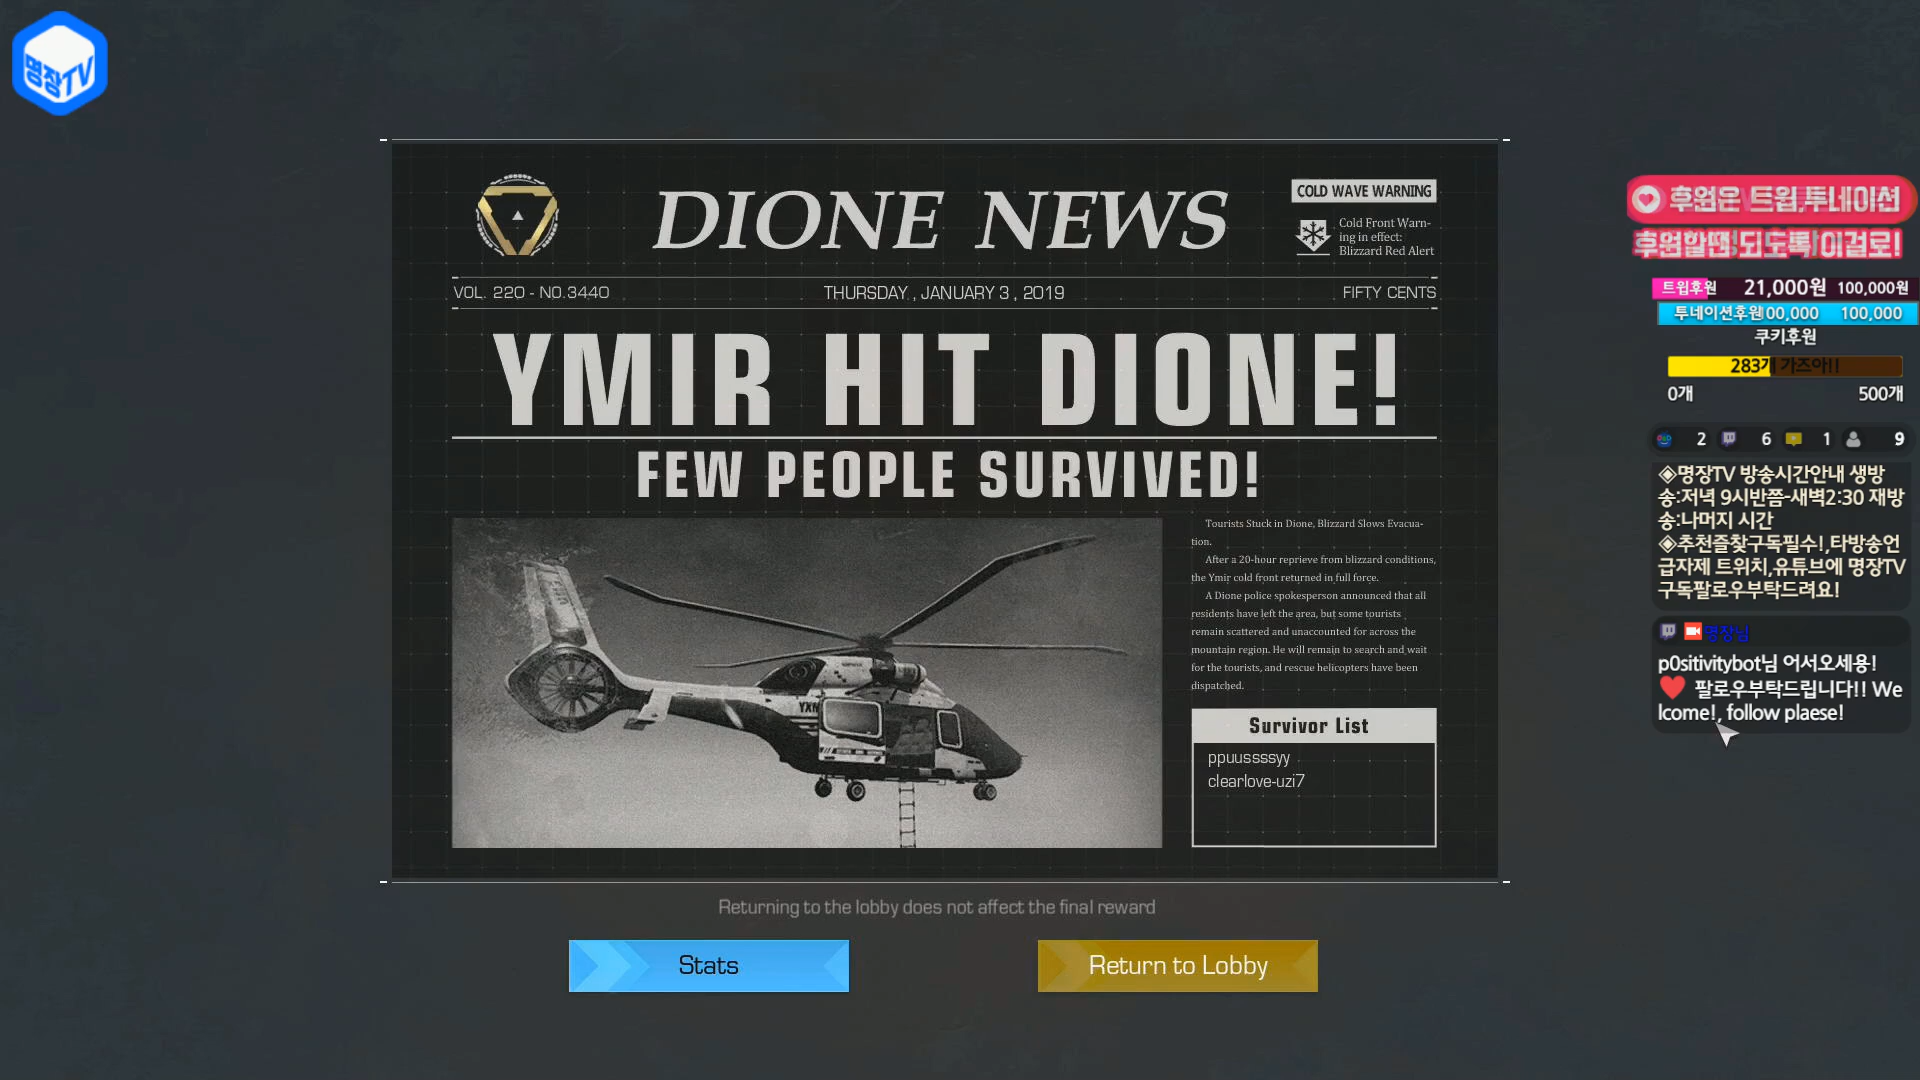 명장TV
DIONE NEWS
COLD WAVE WARNING
Cold Front Warn-
ing in effect:
Blizzard Red Alert
VOL. 220 - NO.3440
THURSDAY , JANUARY 3 , 2019
FIFTY CENTS
YMIR HIT DIONE!
FEW PEOPLE SURVIVED!
Tourists Stuck in Dione, Blizzard Slows Evacua-
tion.
After a 20-hour reprieve from blizzard conditions,
the Ymir cold front returned in full force.
A Dione police spokesperson announced that all
residents have left the area, but some tourists
remain scattered and unaccounted for across the
mountain region. He will remain to search and wait
for the tourists, and rescue helicopters have been
dispatched.
Survivor List
ppuussssyy
clearlove-uzi7
Returning to the lobby does not affect the final reward
Stats
Return to Lobby
후원은 트윕,투네이션
이걸로!
트윕후원 21,000원 100,000원
투네이션후원 00,000 100,000
쿠키후원
283개 가즈아!!
0개 500개
2 6 1 9
◈명장TV 방송시간안내 생방
송:저녁 9시반쯤-새벽2:30 재방
송:나머지 시간
◈추천즐찾구독필수!,타방송언
급자제 트위치,유튜브에 명장TV
구독팔로우부탁드려요!
명장님
p0sitivitybot님 어서오세용!
❤ 팔로우부탁드립니다!! We
lcome!, follow plaese!